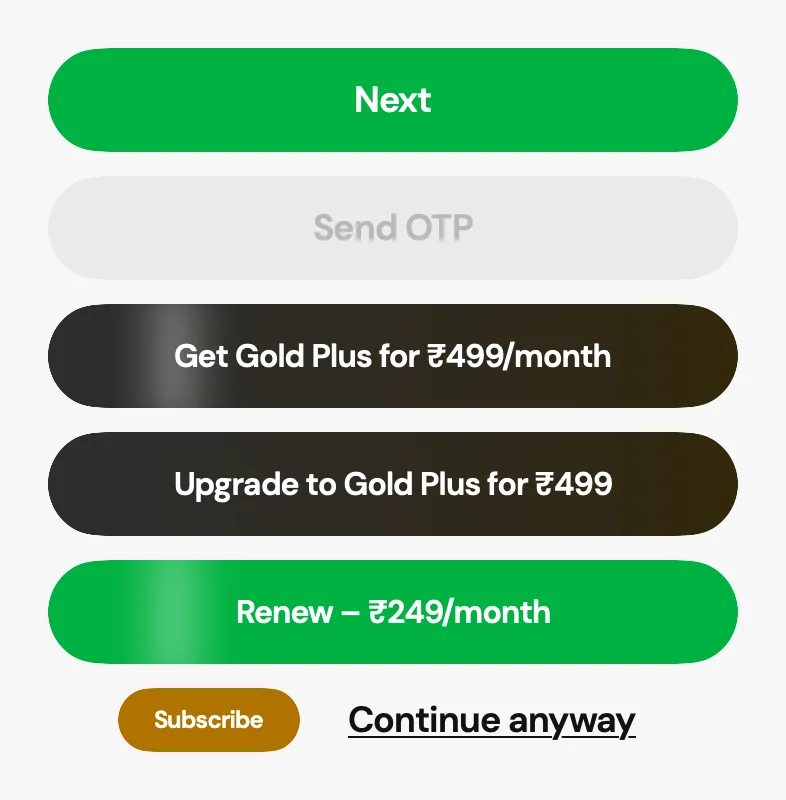 Next
Send OTP
Get Gold Plus for ₹499/month
Upgrade to Gold Plus for ₹499
Renew – ₹249/month
Subscribe
Continue anyway